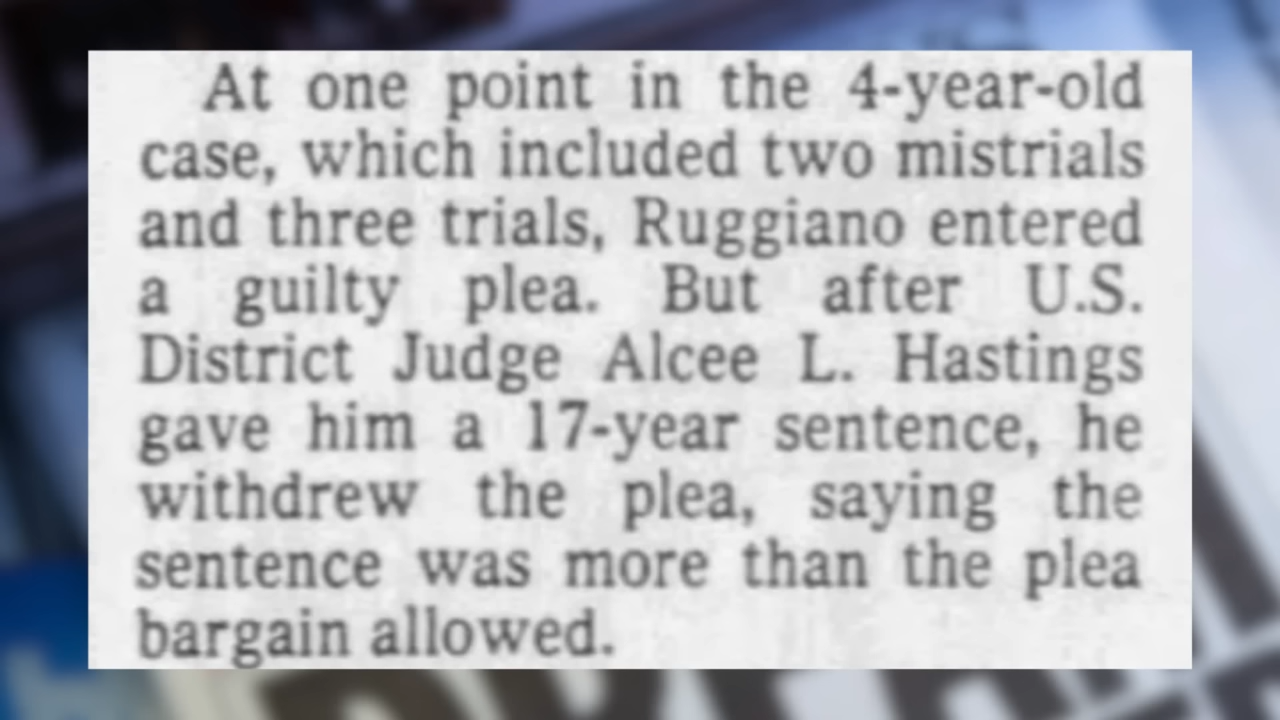 At one point in the 4-year-old
case, which included two mistrials
and three trials, Ruggiano entered
a guilty plea. But after U.S.
District Judge Alcee L. Hastings
gave him a 17-year sentence, he
withdrew the plea, saying the
sentence was more than the plea
bargain allowed.